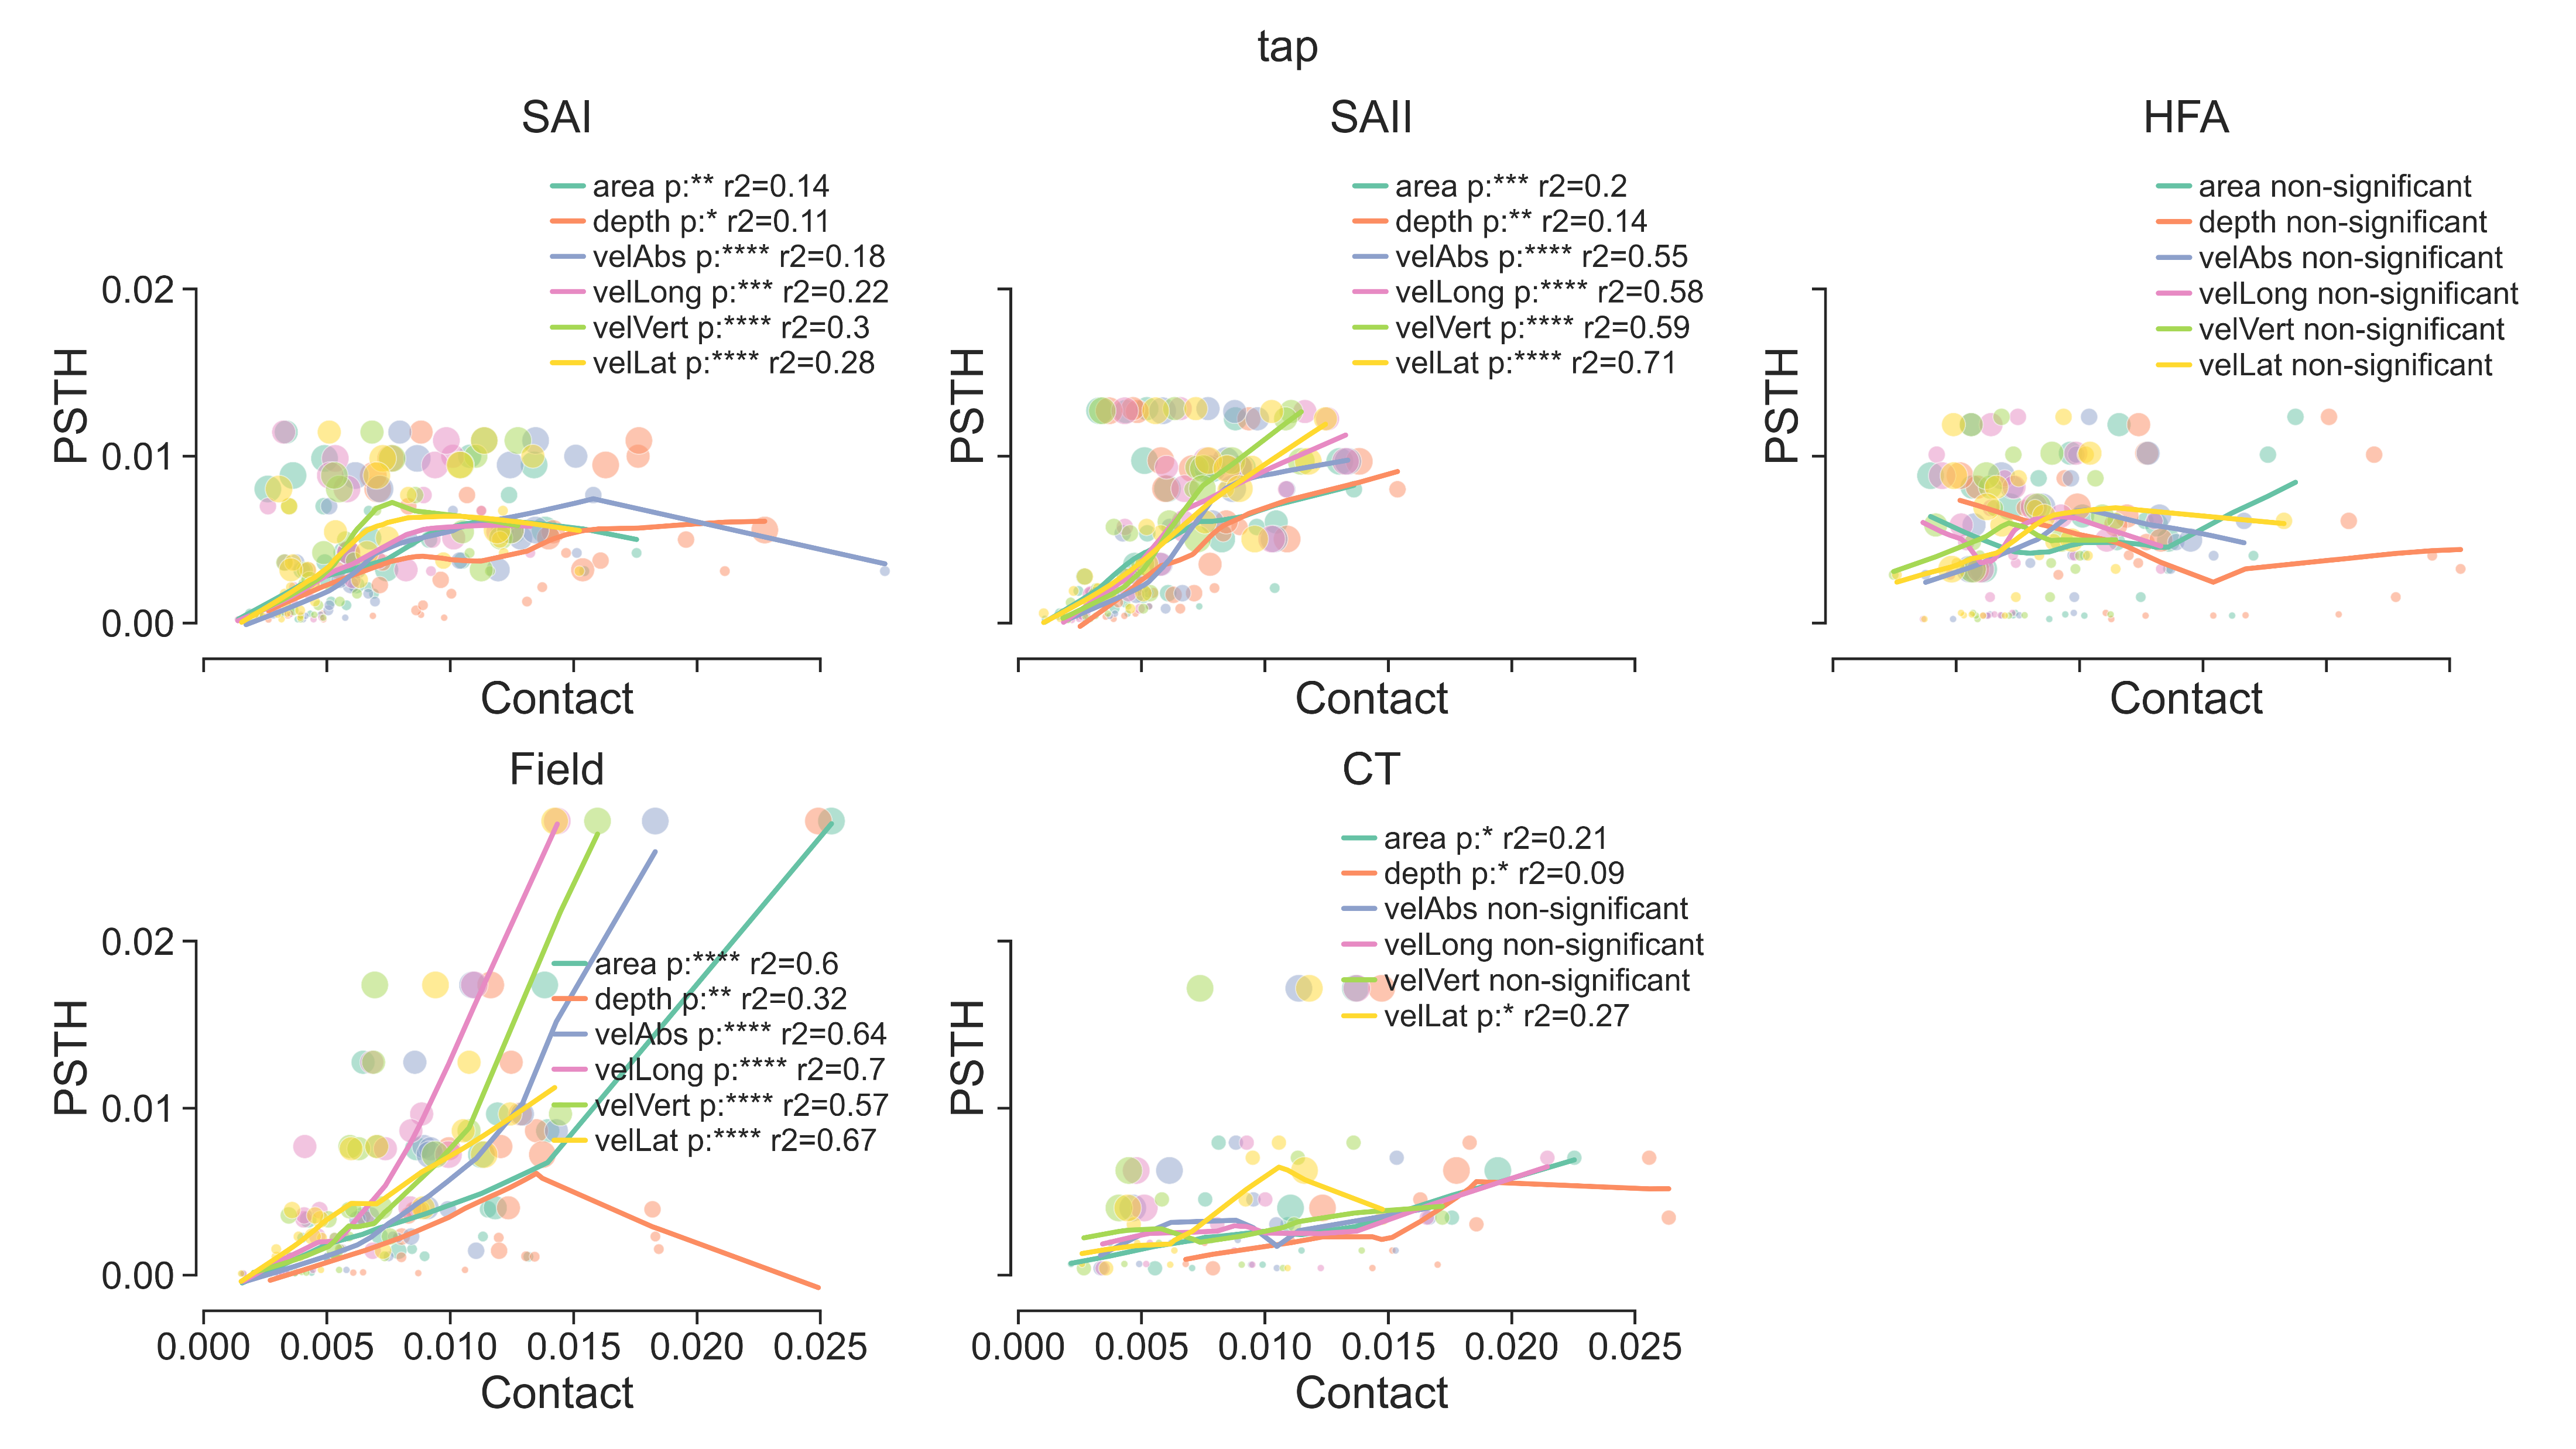 tap
SAI
SAII
HFA
area p:** r2=0.14
depth p:* r2=0.11
velAbs p:**** r2=0.18
velLong p:*** r2=0.22
velVert p:**** r2=0.3
velLat p:**** r2=0.28
area p:*** r2=0.2
depth p:** r2=0.14
velAbs p:**** r2=0.55
velLong p:**** r2=0.58
velVert p:**** r2=0.59
velLat p:**** r2=0.71
area non-significant
depth non-significant
velAbs non-significant
velLong non-significant
velVert non-significant
velLat non-significant
0.02
0.01
0.00
PSTH
PSTH
PSTH
Contact
Contact
Contact
Field
CT
area p:**** r2=0.6
depth p:** r2=0.32
velAbs p:**** r2=0.64
velLong p:**** r2=0.7
velVert p:**** r2=0.57
velLat p:**** r2=0.67
area p:* r2=0.21
depth p:* r2=0.09
velAbs non-significant
velLong non-significant
velVert non-significant
velLat p:* r2=0.27
0.02
0.01
0.00
PSTH
PSTH
0.000 0.005 0.010 0.015 0.020 0.025
0.000 0.005 0.010 0.015 0.020 0.025
Contact
Contact